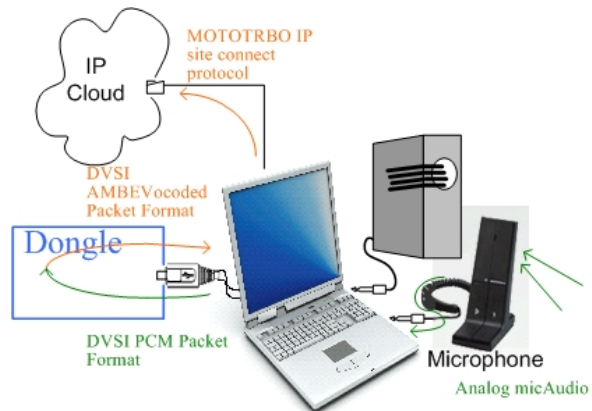 MOTOTRBO IP
site connect
protocol
IP
Cloud
DVSI
AMBEVocoded
Packet Format
Dongle
DVSI PCM Packet
Format
Microphone
Analog micAudio